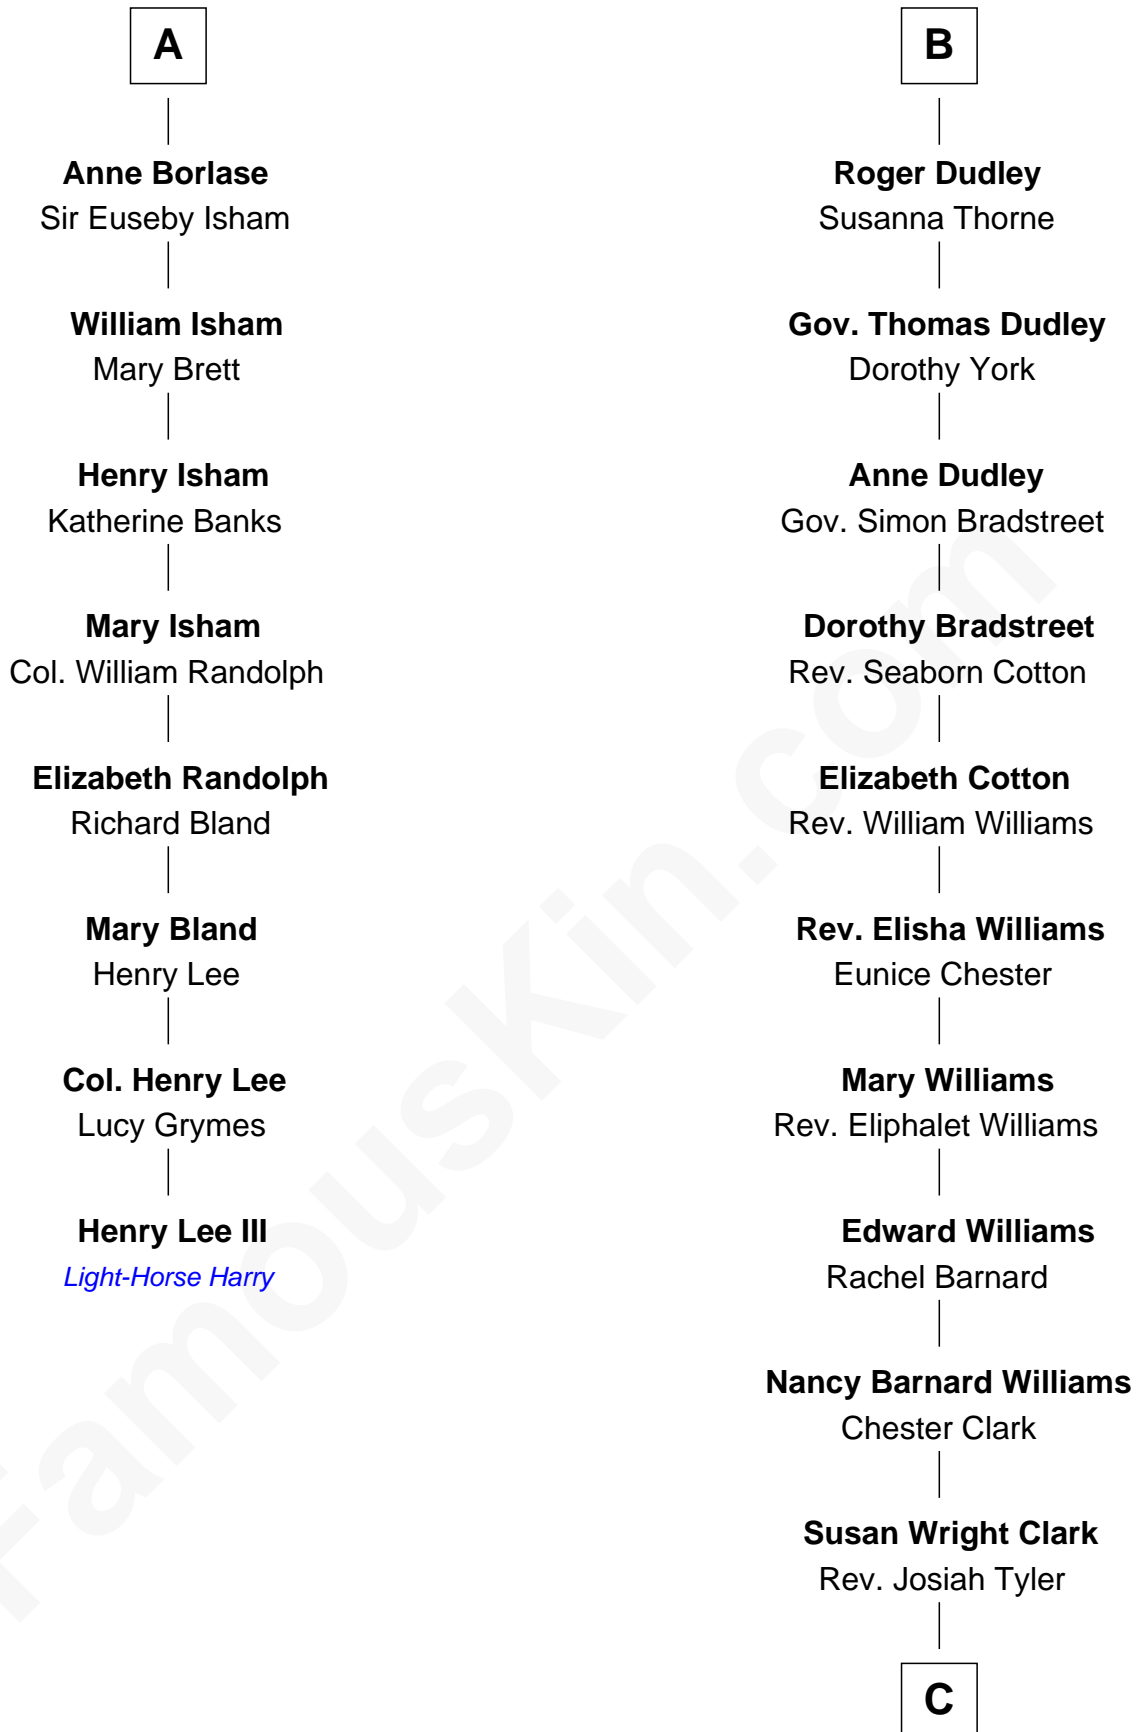 A
Anne Borlase
Sir Euseby Isham
William Isham
Mary Brett
Henry Isham
Katherine Banks
Mary Isham
Col. William Randolph
Elizabeth Randolph
Richard Bland
Mary Bland
Henry Lee
Col. Henry Lee
Lucy Grymes
Henry Lee III
Light-Horse Harry
B
Roger Dudley
Susanna Thorne
Gov. Thomas Dudley
Dorothy York
Anne Dudley
Gov. Simon Bradstreet
Dorothy Bradstreet
Rev. Seaborn Cotton
Elizabeth Cotton
Rev. William Williams
Rev. Elisha Williams
Eunice Chester
Mary Williams
Rev. Eliphalet Williams
Edward Williams
Rachel Barnard
Nancy Barnard Williams
Chester Clark
Susan Wright Clark
Rev. Josiah Tyler
C
FamousKin.com